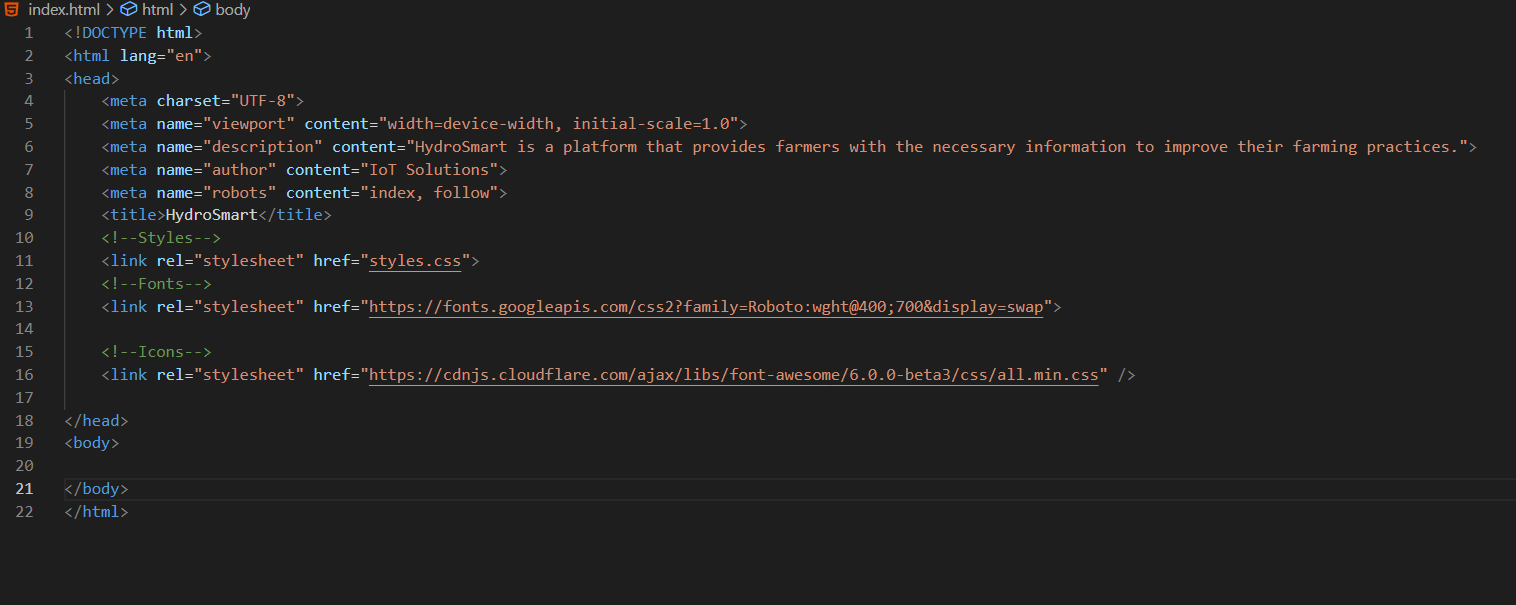 index.html > html > body
1 <!DOCTYPE html>
2 <html lang="en">
3 <head>
4     <meta charset="UTF-8">
5     <meta name="viewport" content="width=device-width, initial-scale=1.0">
6     <meta name="description" content="HydroSmart is a platform that provides farmers with the necessary information to improve their farming practices.">
7     <meta name="author" content="IoT Solutions">
8     <meta name="robots" content="index, follow">
9     <title>HydroSmart</title>
10     <!--Styles-->
11     <link rel="stylesheet" href="styles.css">
12     <!--Fonts-->
13     <link rel="stylesheet" href="https://fonts.googleapis.com/css2?family=Roboto:wght@400;700&display=swap">
14
15     <!--Icons-->
16     <link rel="stylesheet" href="https://cdnjs.cloudflare.com/ajax/libs/font-awesome/6.0.0-beta3/css/all.min.css" />
17
18 </head>
19 <body>
20
21 </body>
22 </html>